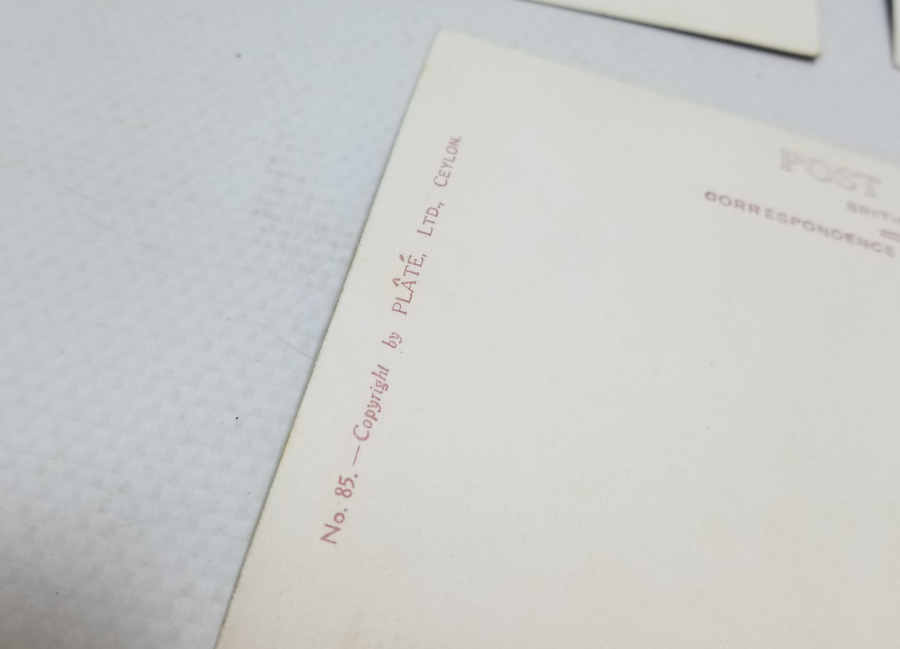 No. 85. — Copyright by PLÂTÉ, LTD., CEYLON.
POST
CORRESPONDENCE